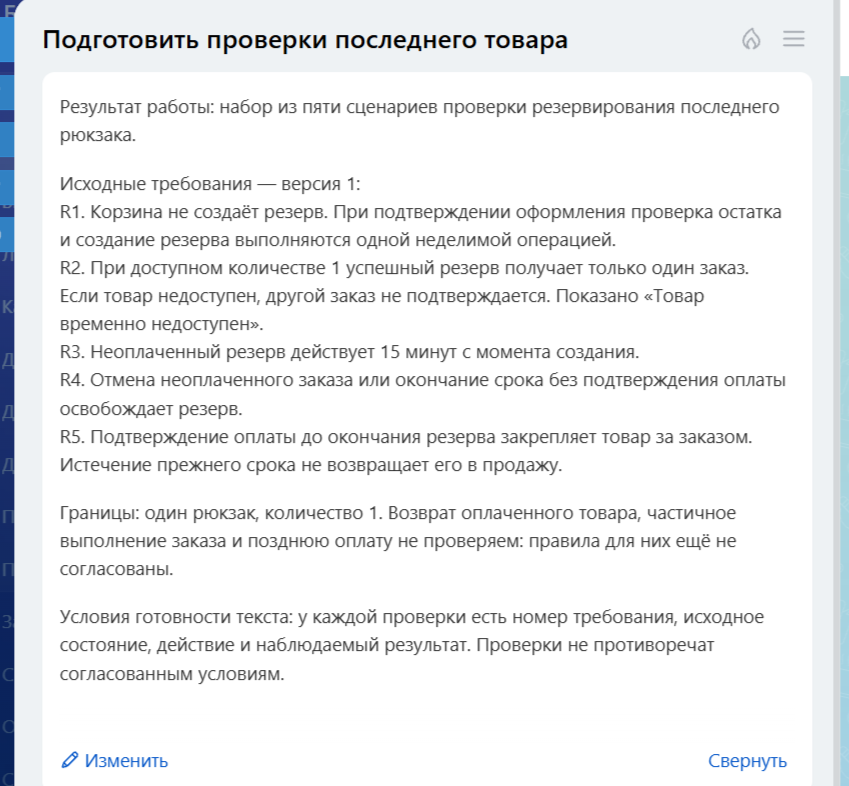 Подготовить проверки последнего товара
Результат работы: набор из пяти сценариев проверки резервирования последнего
рюкзака.
Исходные требования — версия 1:
R1. Корзина не создаёт резерв. При подтверждении оформления проверка остатка
и создание резерва выполняются одной неделимой операцией.
R2. При доступном количестве 1 успешный резерв получает только один заказ.
Если товар недоступен, другой заказ не подтверждается. Показано «Товар
временно недоступен».
R3. Неоплаченный резерв действует 15 минут с момента создания.
R4. Отмена неоплаченного заказа или окончание срока без подтверждения оплаты
освобождает резерв.
R5. Подтверждение оплаты до окончания резерва закрепляет товар за заказом.
Истечение прежнего срока не возвращает его в продажу.
Границы: один рюкзак, количество 1. Возврат оплаченного товара, частичное
выполнение заказа и позднюю оплату не проверяем: правила для них ещё не
согласованы.
Условия готовности текста: у каждой проверки есть номер требования, исходное
состояние, действие и наблюдаемый результат. Проверки не противоречат
согласованным условиям.
Изменить
Свернуть